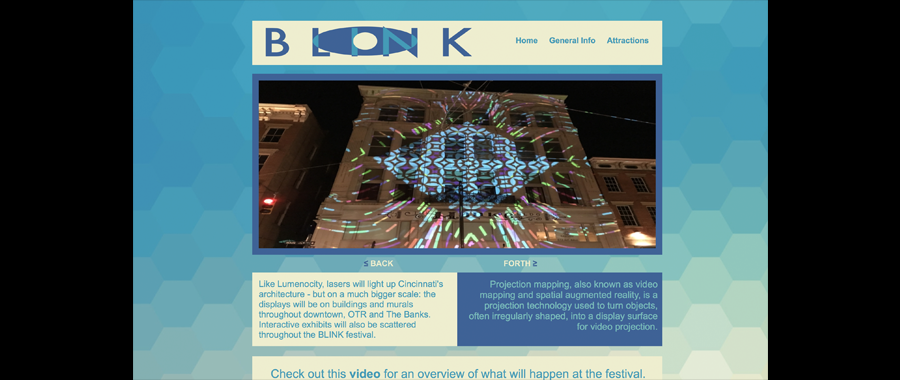 BLINK
Home General Info Attractions
≤ BACK FORTH ≥
Like Lumenocity, lasers will light up Cincinnati's
architecture - but on a much bigger scale: the
displays will be on buildings and murals
throughout downtown, OTR and The Banks.
Interactive exhibits will also be scattered
throughout the BLINK festival.
Projection mapping, also known as video
mapping and spatial augmented reality, is a
projection technology used to turn objects,
often irregularly shaped, into a display surface
for video projection.
Check out this video for an overview of what will happen at the festival.